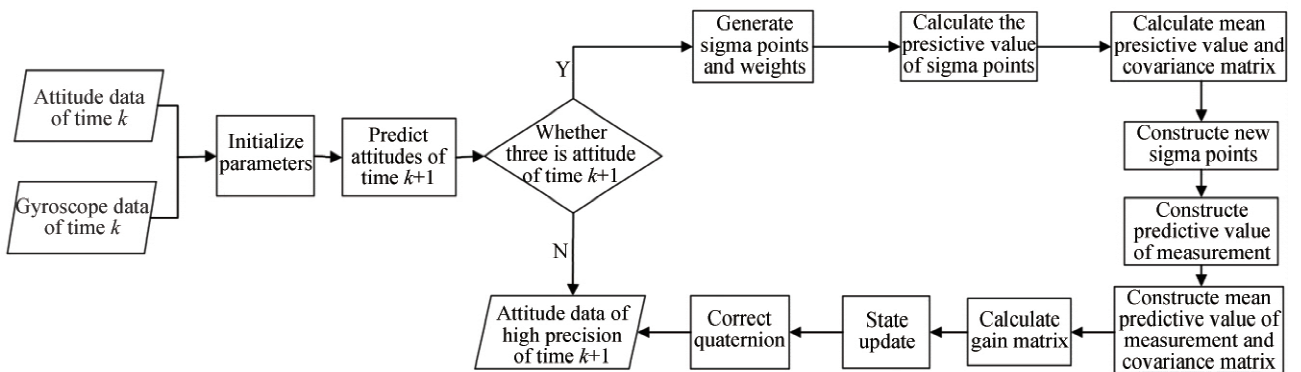 Attitude data
of time k
Gyroscope data
of time k
Initialize
parameters
Predict
attitudes of
time k+1
Whether
three is attitude
of time k+1
Y
N
Generate
sigma points
and weights
Calculate the
presictive value
of sigma points
Calculate mean
presictive value and
covariance matrix
Constructe new
sigma points
Constructe
predictive value
of measurement
Constructe mean
predictive value of
measurement and
covariance matrix
Calculate
gain matrix
State
update
Correct
quaternion
Attitude data of
high precision
of time k+1